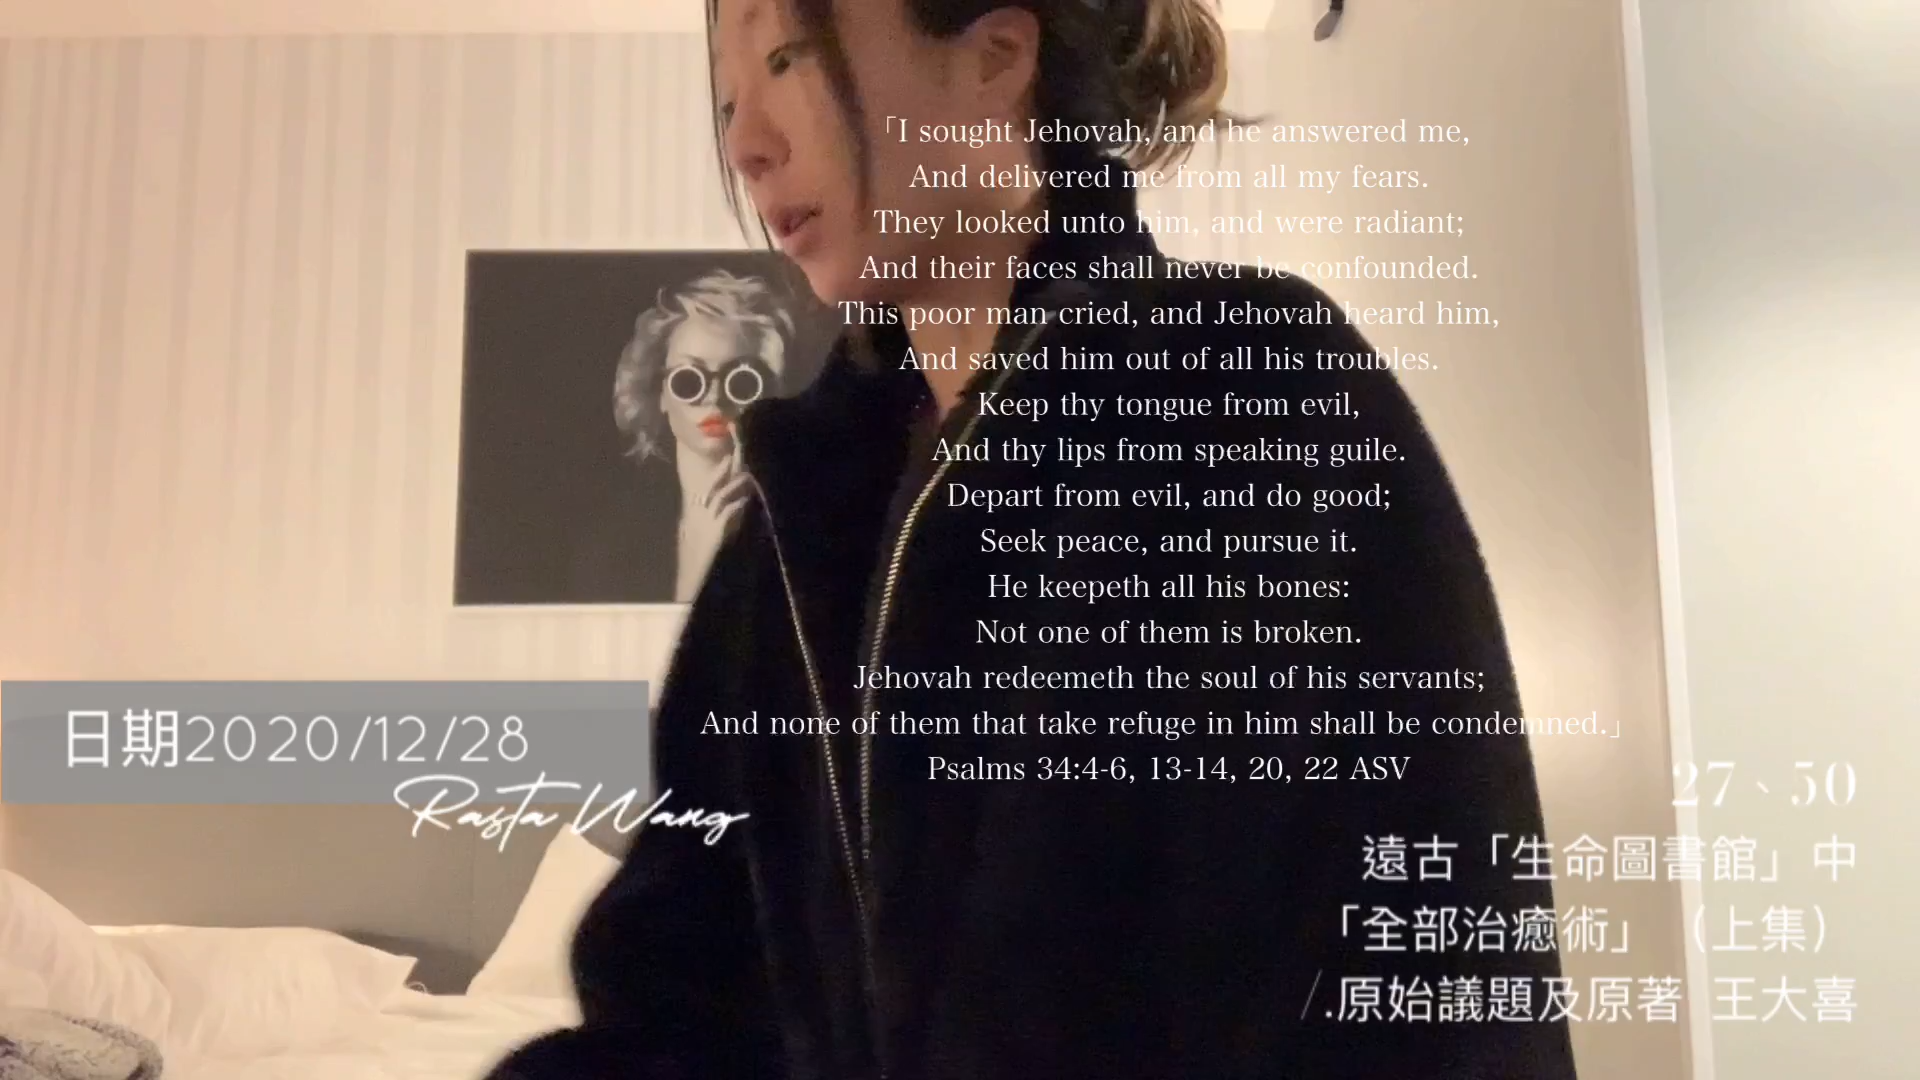 「I sought Jehovah, and he answered me,
And delivered me from all my fears.
They looked unto him, and were radiant;
And their faces shall never be confounded.
This poor man cried, and Jehovah heard him,
And saved him out of all his troubles.
Keep thy tongue from evil,
And thy lips from speaking guile.
Depart from evil, and do good;
Seek peace, and pursue it.
He keepeth all his bones:
Not one of them is broken.
Jehovah redeemeth the soul of his servants;
And none of them that take refuge in him shall be condemned.」
Psalms 34:4-6, 13-14, 20, 22 ASV
日期2020/12/28
Rasta Wang
27、50
遠古「生命圖書館」中
「全部治癒術」（上集）
/.原始議題及原著 王大喜